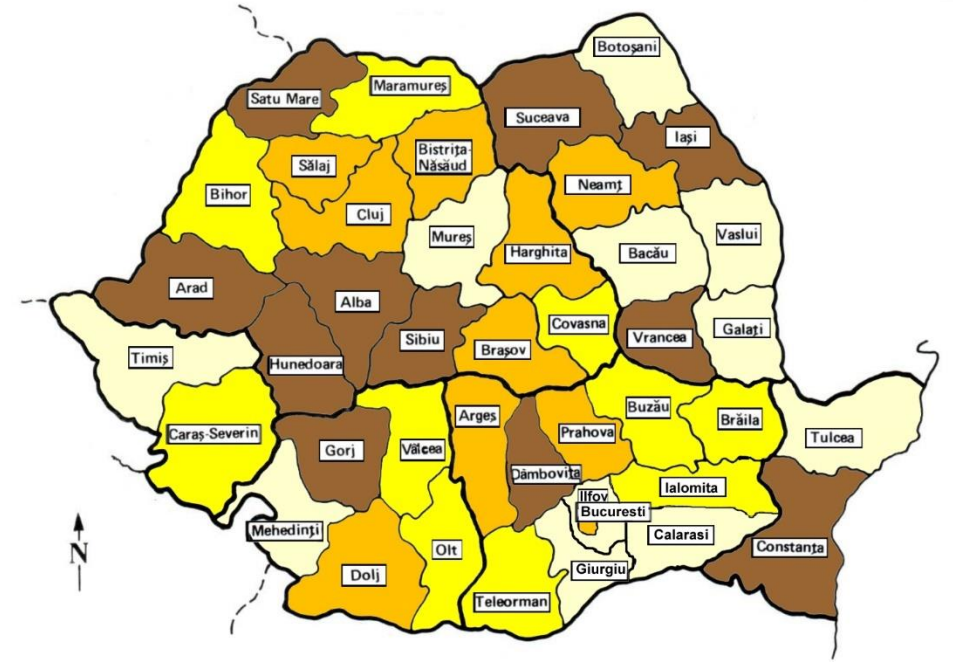 Botoșani
Maramureș
Satu Mare
Suceava
Iași
Bistrița-
Năsăud
Sălaj
Neamț
Bihor
Cluj
Mureș
Vaslui
Harghita
Bacău
Arad
Alba
Covasna
Galați
Sibiu
Vrancea
Brașov
Timiș
Hunedoara
Buzău
Argeș
Brăila
Prahova
Caraș-Severin
Tulcea
Gorj
Vâlcea
Dâmbovița
Ialomita
Ilfov
Bucuresti
Mehedinți
Calarasi
Constanța
Olt
N
Giurgiu
Dolj
Teleorman